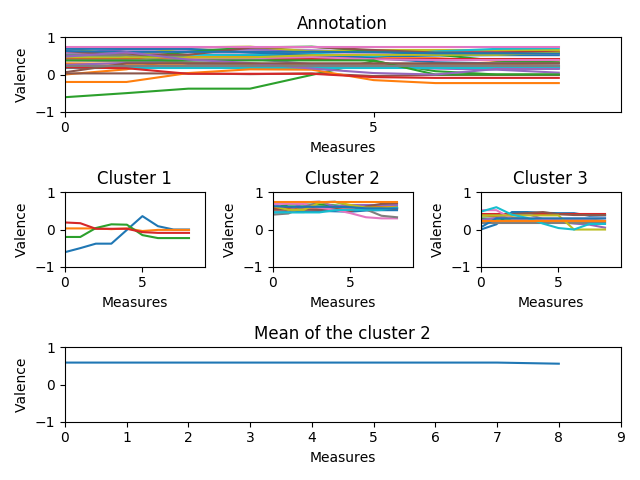 Annotation
Valence
1
0
−1
0 5
Measures
Cluster 1 Cluster 2 Cluster 3
Valence Valence Valence
1 1 1
0 0 0
−1 −1 −1
0 5 0 5 0 5
Measures Measures Measures
Mean of the cluster 2
Valence
1
0
−1
0 1 2 3 4 5 6 7 8 9
Measures